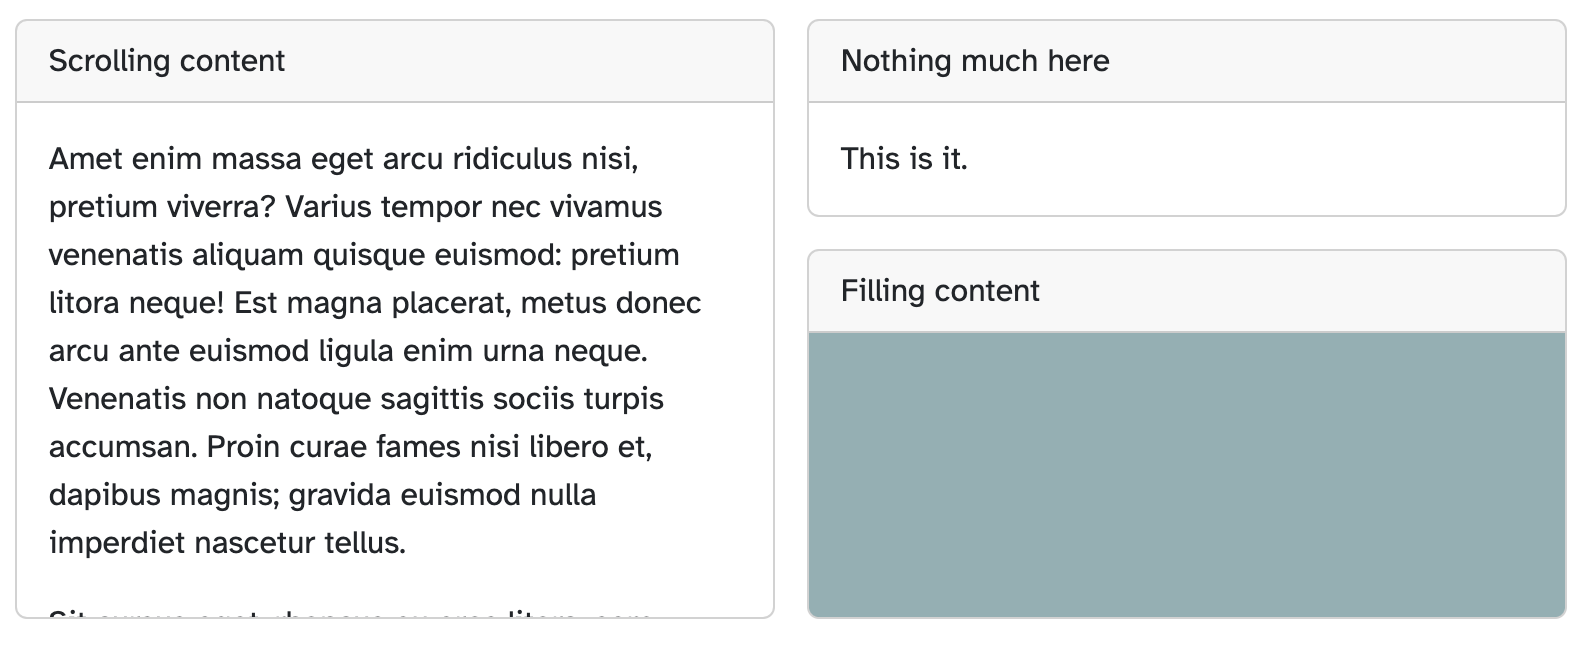 Scrolling content
Amet enim massa eget arcu ridiculus nisi,
pretium viverra? Varius tempor nec vivamus
venenatis aliquam quisque euismod: pretium
litora neque! Est magna placerat, metus donec
arcu ante euismod ligula enim urna neque.
Venenatis non natoque sagittis sociis turpis
accumsan. Proin curae fames nisi libero et,
dapibus magnis; gravida euismod nulla
imperdiet nascetur tellus.
Nothing much here
This is it.
Filling content